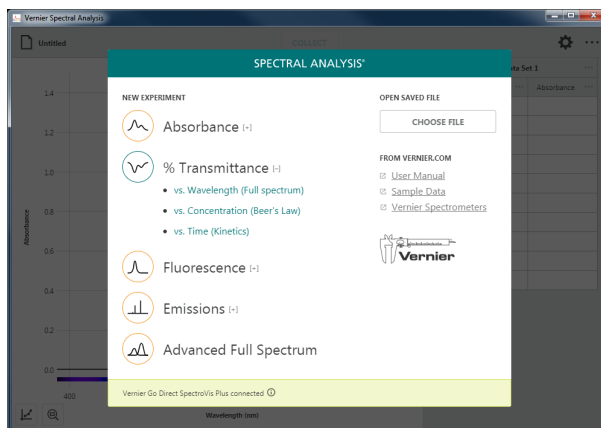 Vernier Spectral Analysis
Untitled
COLLECT
SPECTRAL ANALYSIS®
NEW EXPERIMENT
Absorbance [+]
% Transmittance [-]
• vs. Wavelength (Full spectrum)
• vs. Concentration (Beer's Law)
• vs. Time (Kinetics)
Fluorescence [+]
Emissions [+]
Advanced Full Spectrum
OPEN SAVED FILE
CHOOSE FILE
FROM VERNIER.COM
User Manual
Sample Data
Vernier Spectrometers
Vernier
Vernier Go Direct SpectroVis Plus connected
ata Set 1
Absorbance
Absorbance
1.4
1.2
1.0
0.8
0.6
0.4
0.2
0.0
400
Wavelength (nm)